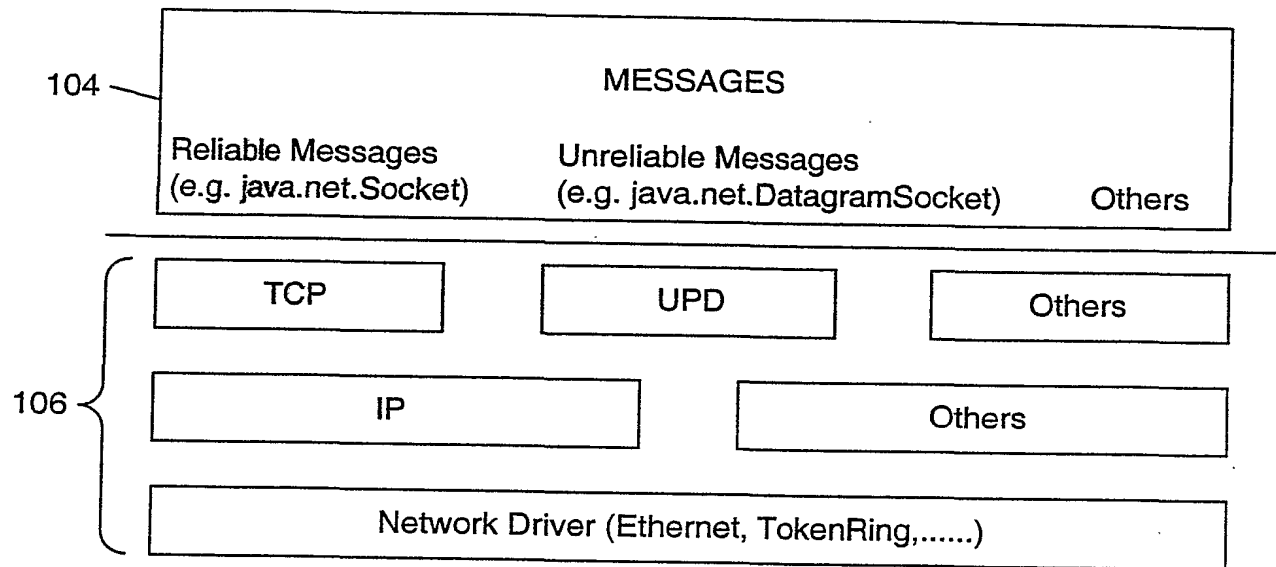 104
MESSAGES
Reliable Messages
(e.g. java.net.Socket)
Unreliable Messages
(e.g. java.net.DatagramSocket)
Others
106
TCP
UPD
Others
IP
Others
Network Driver (Ethernet, TokenRing,......)